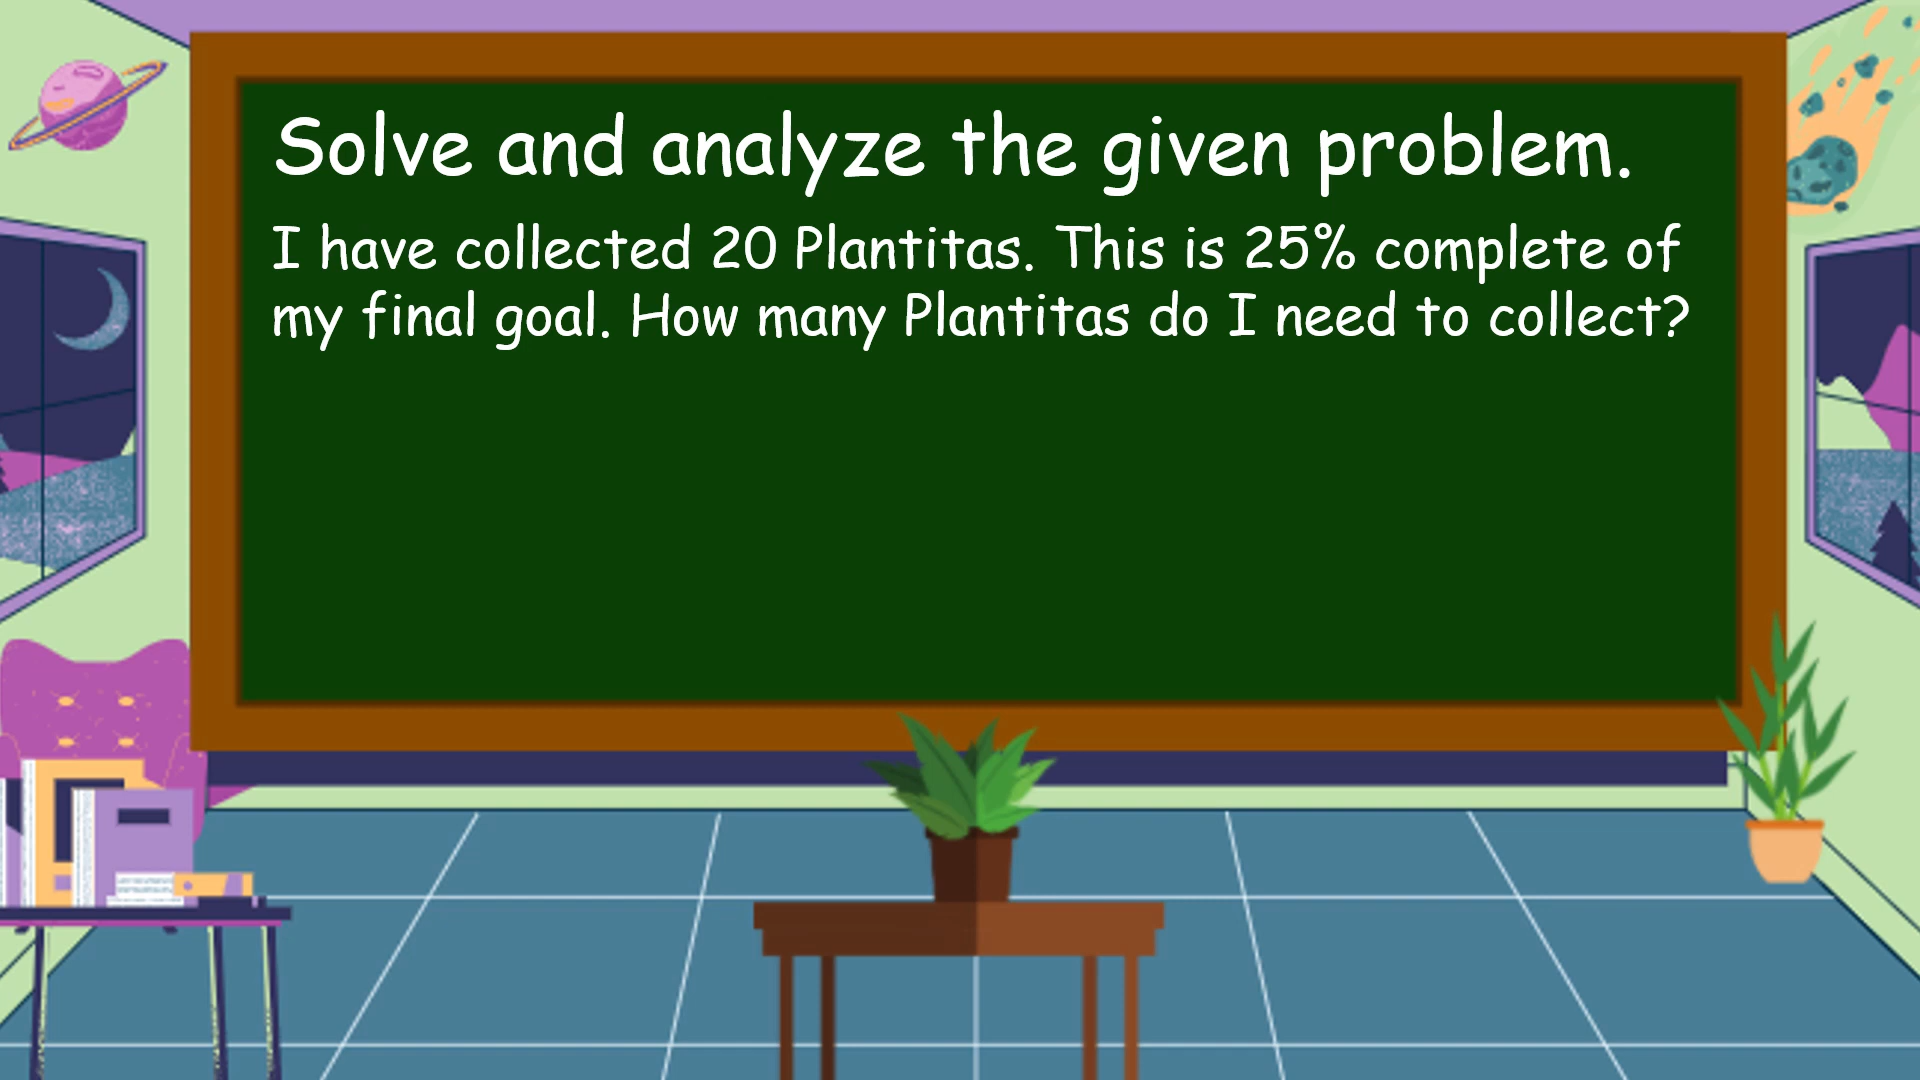 Solve and analyze the given problem.
I have collected 20 Plantitas. This is 25% complete of
my final goal. How many Plantitas do I need to collect?